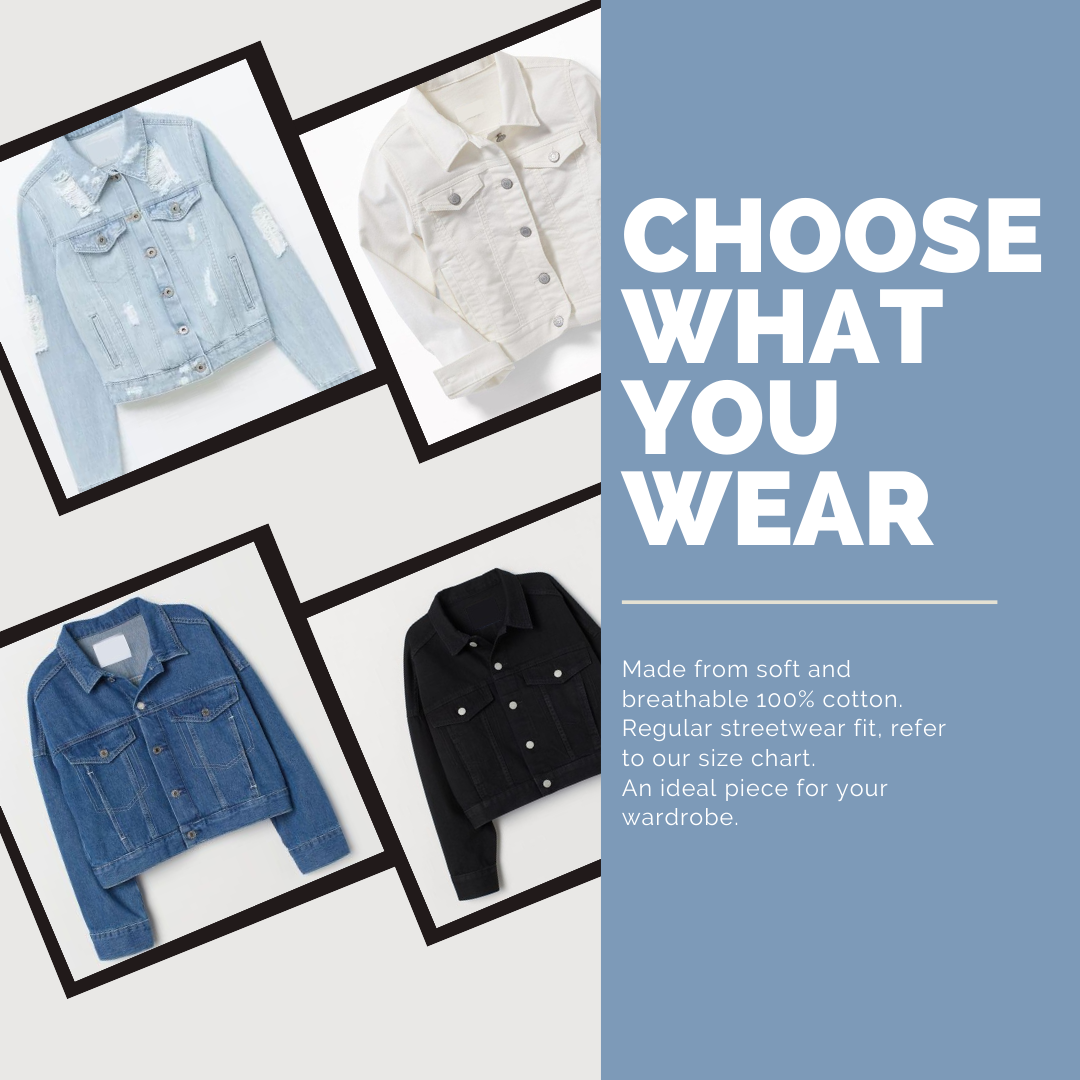 CHOOSE
WHAT
YOU
WEAR
Made from soft and
breathable 100% cotton.
Regular streetwear fit, refer
to our size chart.
An ideal piece for your
wardrobe.